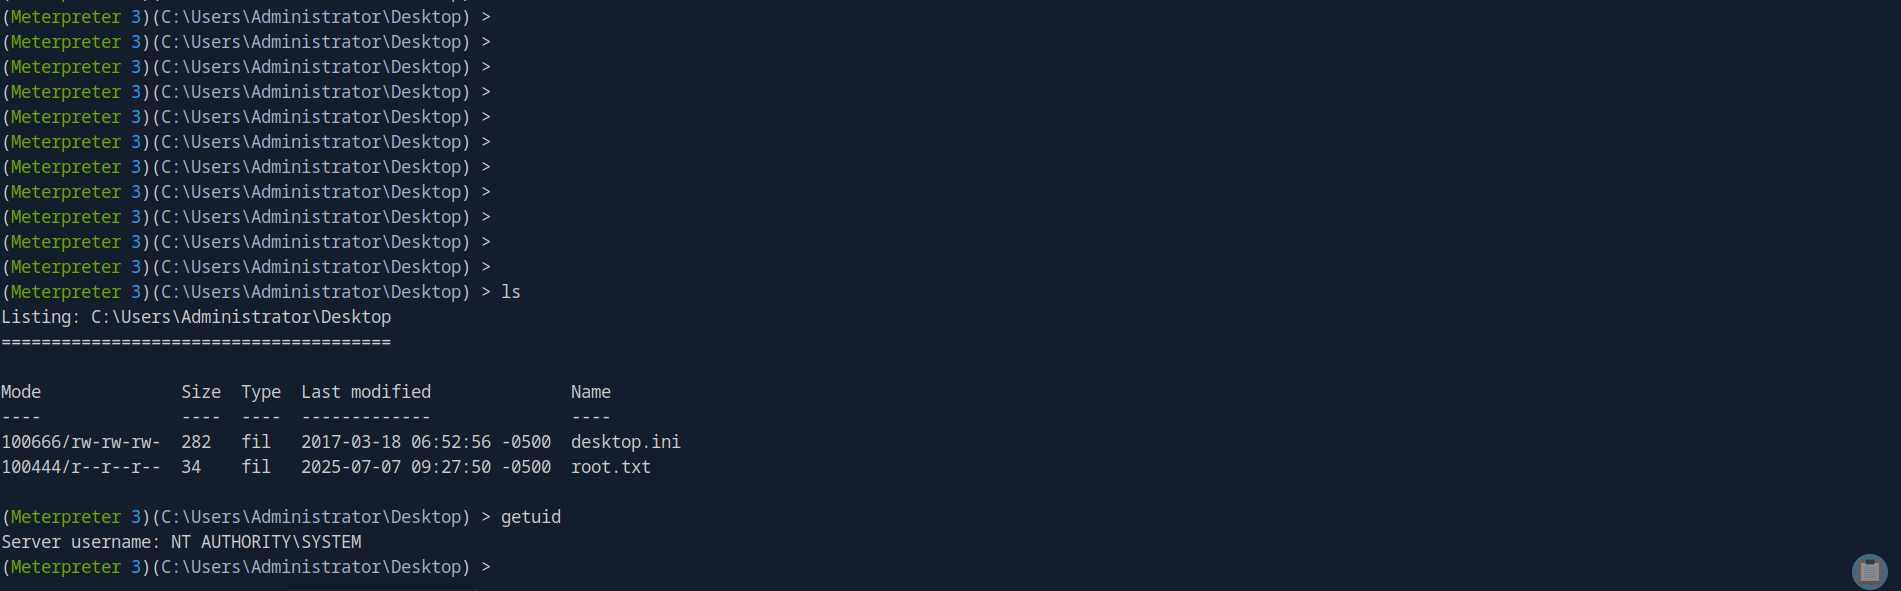 (Meterpreter 3)(C:\Users\Administrator\Desktop) >
(Meterpreter 3)(C:\Users\Administrator\Desktop) >
(Meterpreter 3)(C:\Users\Administrator\Desktop) >
(Meterpreter 3)(C:\Users\Administrator\Desktop) >
(Meterpreter 3)(C:\Users\Administrator\Desktop) >
(Meterpreter 3)(C:\Users\Administrator\Desktop) >
(Meterpreter 3)(C:\Users\Administrator\Desktop) >
(Meterpreter 3)(C:\Users\Administrator\Desktop) >
(Meterpreter 3)(C:\Users\Administrator\Desktop) >
(Meterpreter 3)(C:\Users\Administrator\Desktop) >
(Meterpreter 3)(C:\Users\Administrator\Desktop) >
(Meterpreter 3)(C:\Users\Administrator\Desktop) > ls
Listing: C:\Users\Administrator\Desktop
=======================================
Mode              Size  Type  Last modified              Name
----              ----  ----  -------------              ----
100666/rw-rw-rw-  282   fil   2017-03-18 06:52:56 -0500  desktop.ini
100444/r--r--r--  34    fil   2025-07-07 09:27:50 -0500  root.txt
(Meterpreter 3)(C:\Users\Administrator\Desktop) > getuid
Server username: NT AUTHORITY\SYSTEM
(Meterpreter 3)(C:\Users\Administrator\Desktop) >